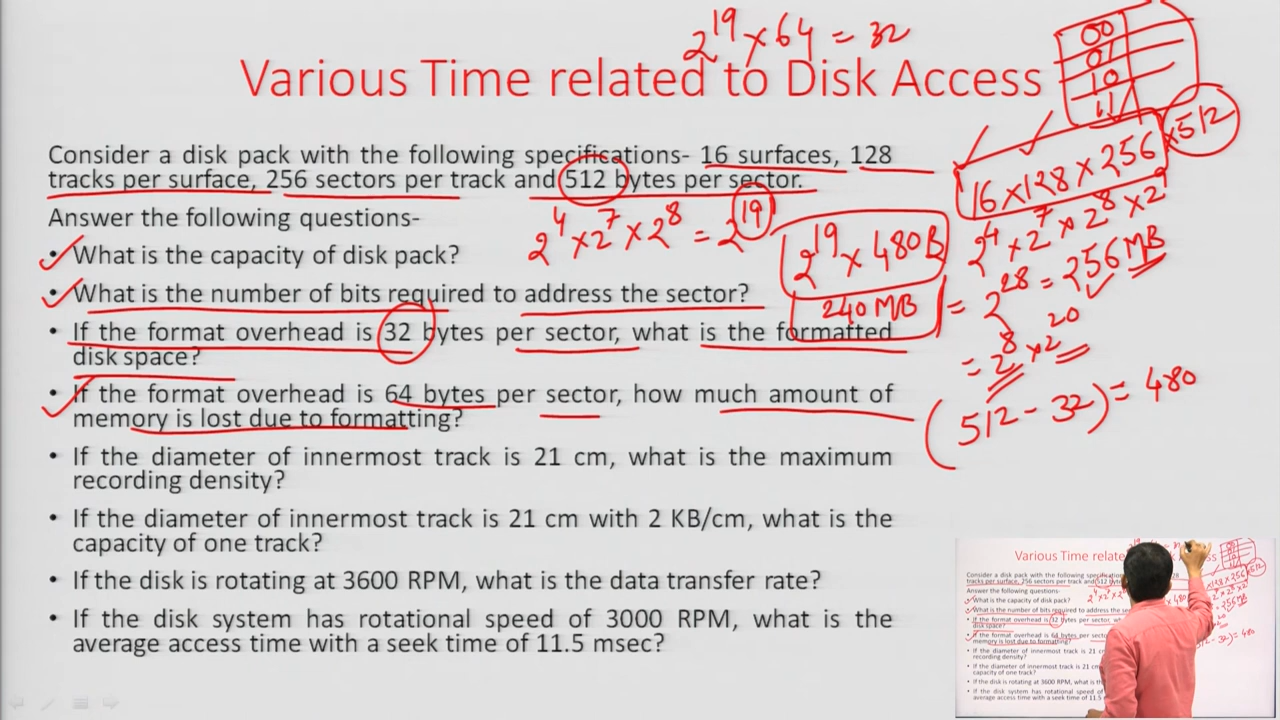 2^19 × 64 = 32
Various Time related to Disk Access
00
01
10
11
Consider a disk pack with the following specifications- 16 surfaces, 128
tracks per surface, 256 sectors per track and 512 bytes per sector.
16×128×256 ×512
Answer the following questions-
2^4 × 2^7 × 2^8 = 2^19
2^19 × 480B
2^4 × 2^7 × 2^8 × 2^9
• What is the capacity of disk pack?
= 2^28 = 256 MB
• What is the number of bits required to address the sector?
240 MB
• If the format overhead is 32 bytes per sector, what is the formatted
disk space?
= 2^8 × 2^20
• If the format overhead is 64 bytes per sector, how much amount of
memory is lost due to formatting?
(512 - 32) = 480
• If the diameter of innermost track is 21 cm, what is the maximum
recording density?
• If the diameter of innermost track is 21 cm with 2 KB/cm, what is the
capacity of one track?
• If the disk is rotating at 3600 RPM, what is the data transfer rate?
• If the disk system has rotational speed of 3000 RPM, what is the
average access time with a seek time of 11.5 msec?